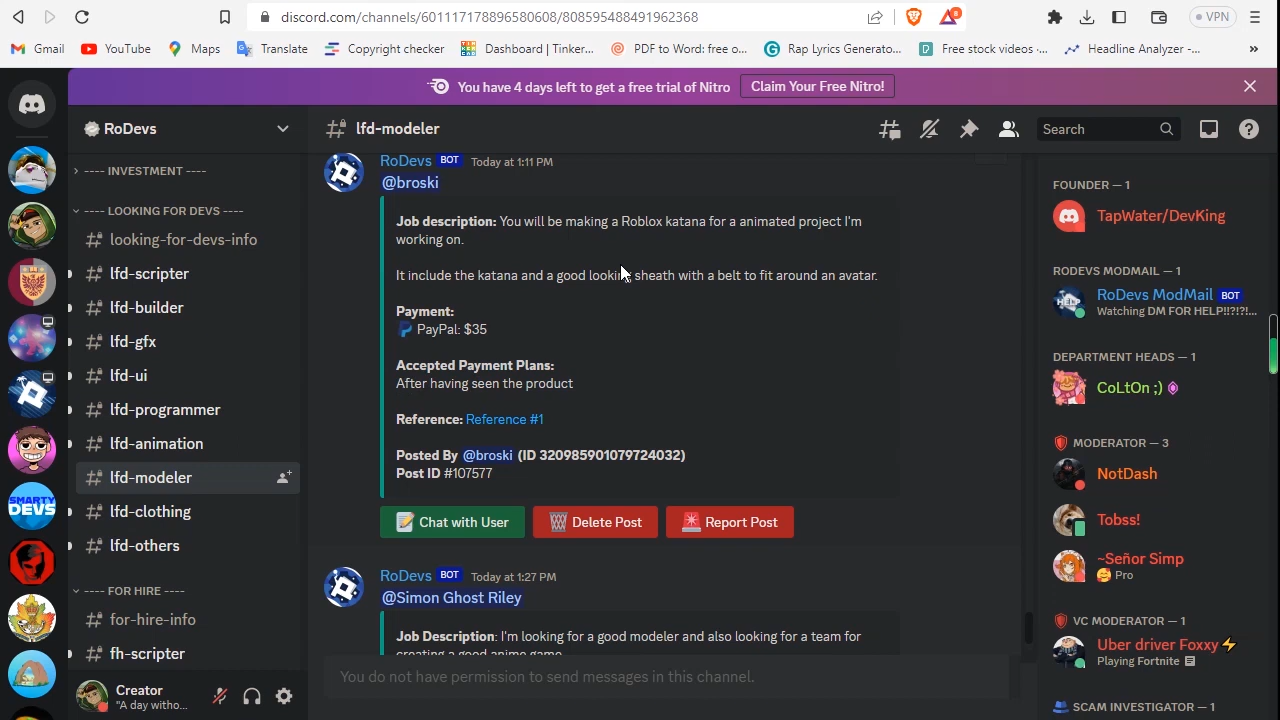 discord.com/channels/601117178896580608/808595488491962368
8
VPN
Gmail
YouTube
Maps
Translate
Copyright checker
Dashboard | Tinker...
PDF to Word: fre o...
Rap Lyrics Generato...
Free stock videos ·...
Headline Analyzer -...
»
You have 4 days left to get a free trial of Nitro
Claim Your Free Nitro!
RoDevs
lfd-modeler
Search
---- INVESTMENT ----
---- LOOKING FOR DEVS ----
looking-for-devs-info
lfd-scripter
lfd-builder
lfd-gfx
lfd-ui
lfd-programmer
lfd-animation
lfd-modeler
lfd-clothing
lfd-others
---- FOR HIRE ----
for-hire-info
fh-scripter
SMARTY
DEVS
Creator
"A day witho...
RoDevs BOT Today at 1:11 PM
@broski
Job description: You will be making a Roblox katana for a animated project I'm
working on.
It include the katana and a good looking sheath with a belt to fit around an avatar.
Payment:
PayPal: $35
Accepted Payment Plans:
After having seen the product
Reference: Reference #1
Posted By @broski (ID 320985901079724032)
Post ID #107577
Chat with User
Delete Post
Report Post
RoDevs BOT Today at 1:27 PM
@Simon Ghost Riley
Job Description: I'm looking for a good modeler and also looking for a team for
creating a good anime game
You do not have permission to send messages in this channel.
FOUNDER — 1
TapWater/DevKing
RODEVS MODMAIL — 1
HELP
RoDevs ModMail BOT
Watching DM FOR HELP!!?!?!...
DEPARTMENT HEADS — 1
CoLtOn ;)
MODERATOR — 3
NotDash
Tobss!
~Señor Simp
🥰 Pro
VC MODERATOR — 1
Uber driver Foxxy⚡
Playing Fortnite
SCAM INVESTIGATOR — 1